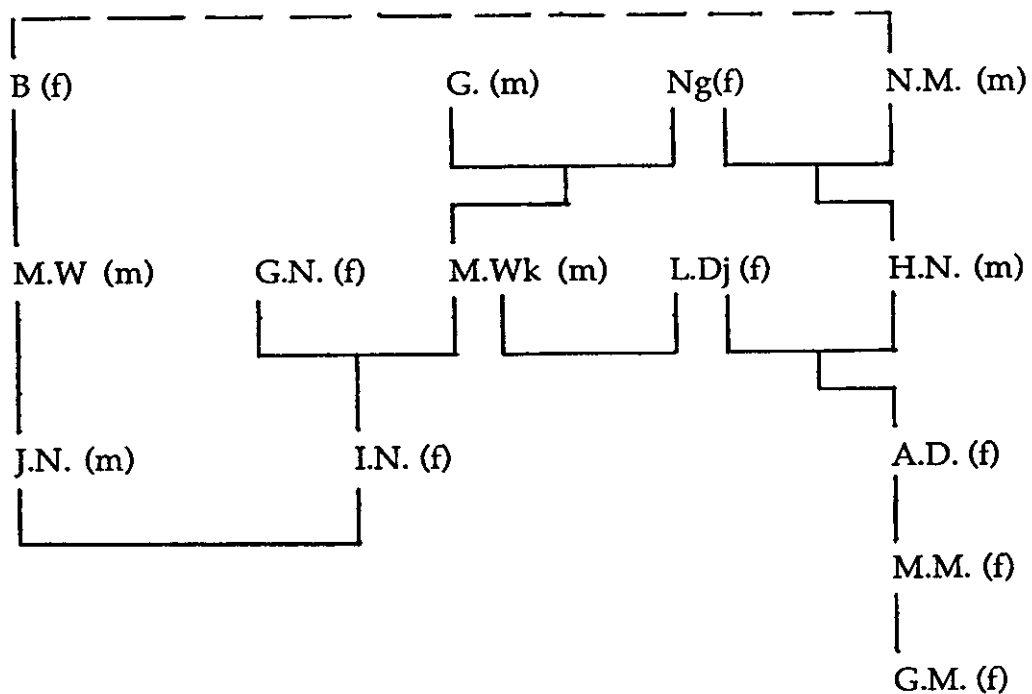 B (f) G. (m) Ng(f) N.M. (m)
M.W (m) G.N. (f) M.Wk (m) L.Dj (f) H.N. (m)
J.N. (m) I.N. (f) A.D. (f)
M.M. (f)
G.M. (f)